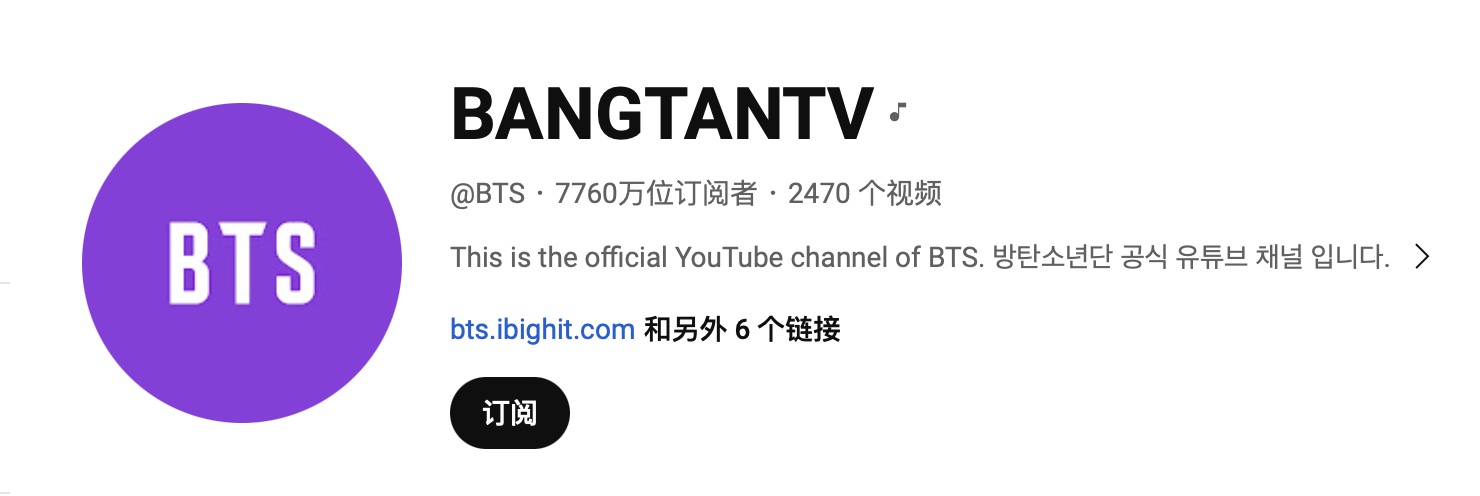 BTS
BANGTANTV
@BTS · 7760万位订阅者 · 2470 个视频
This is the official YouTube channel of BTS. 방탄소년단 공식 유튜브 채널 입니다.
bts.ibighit.com 和另外 6 个链接
订阅